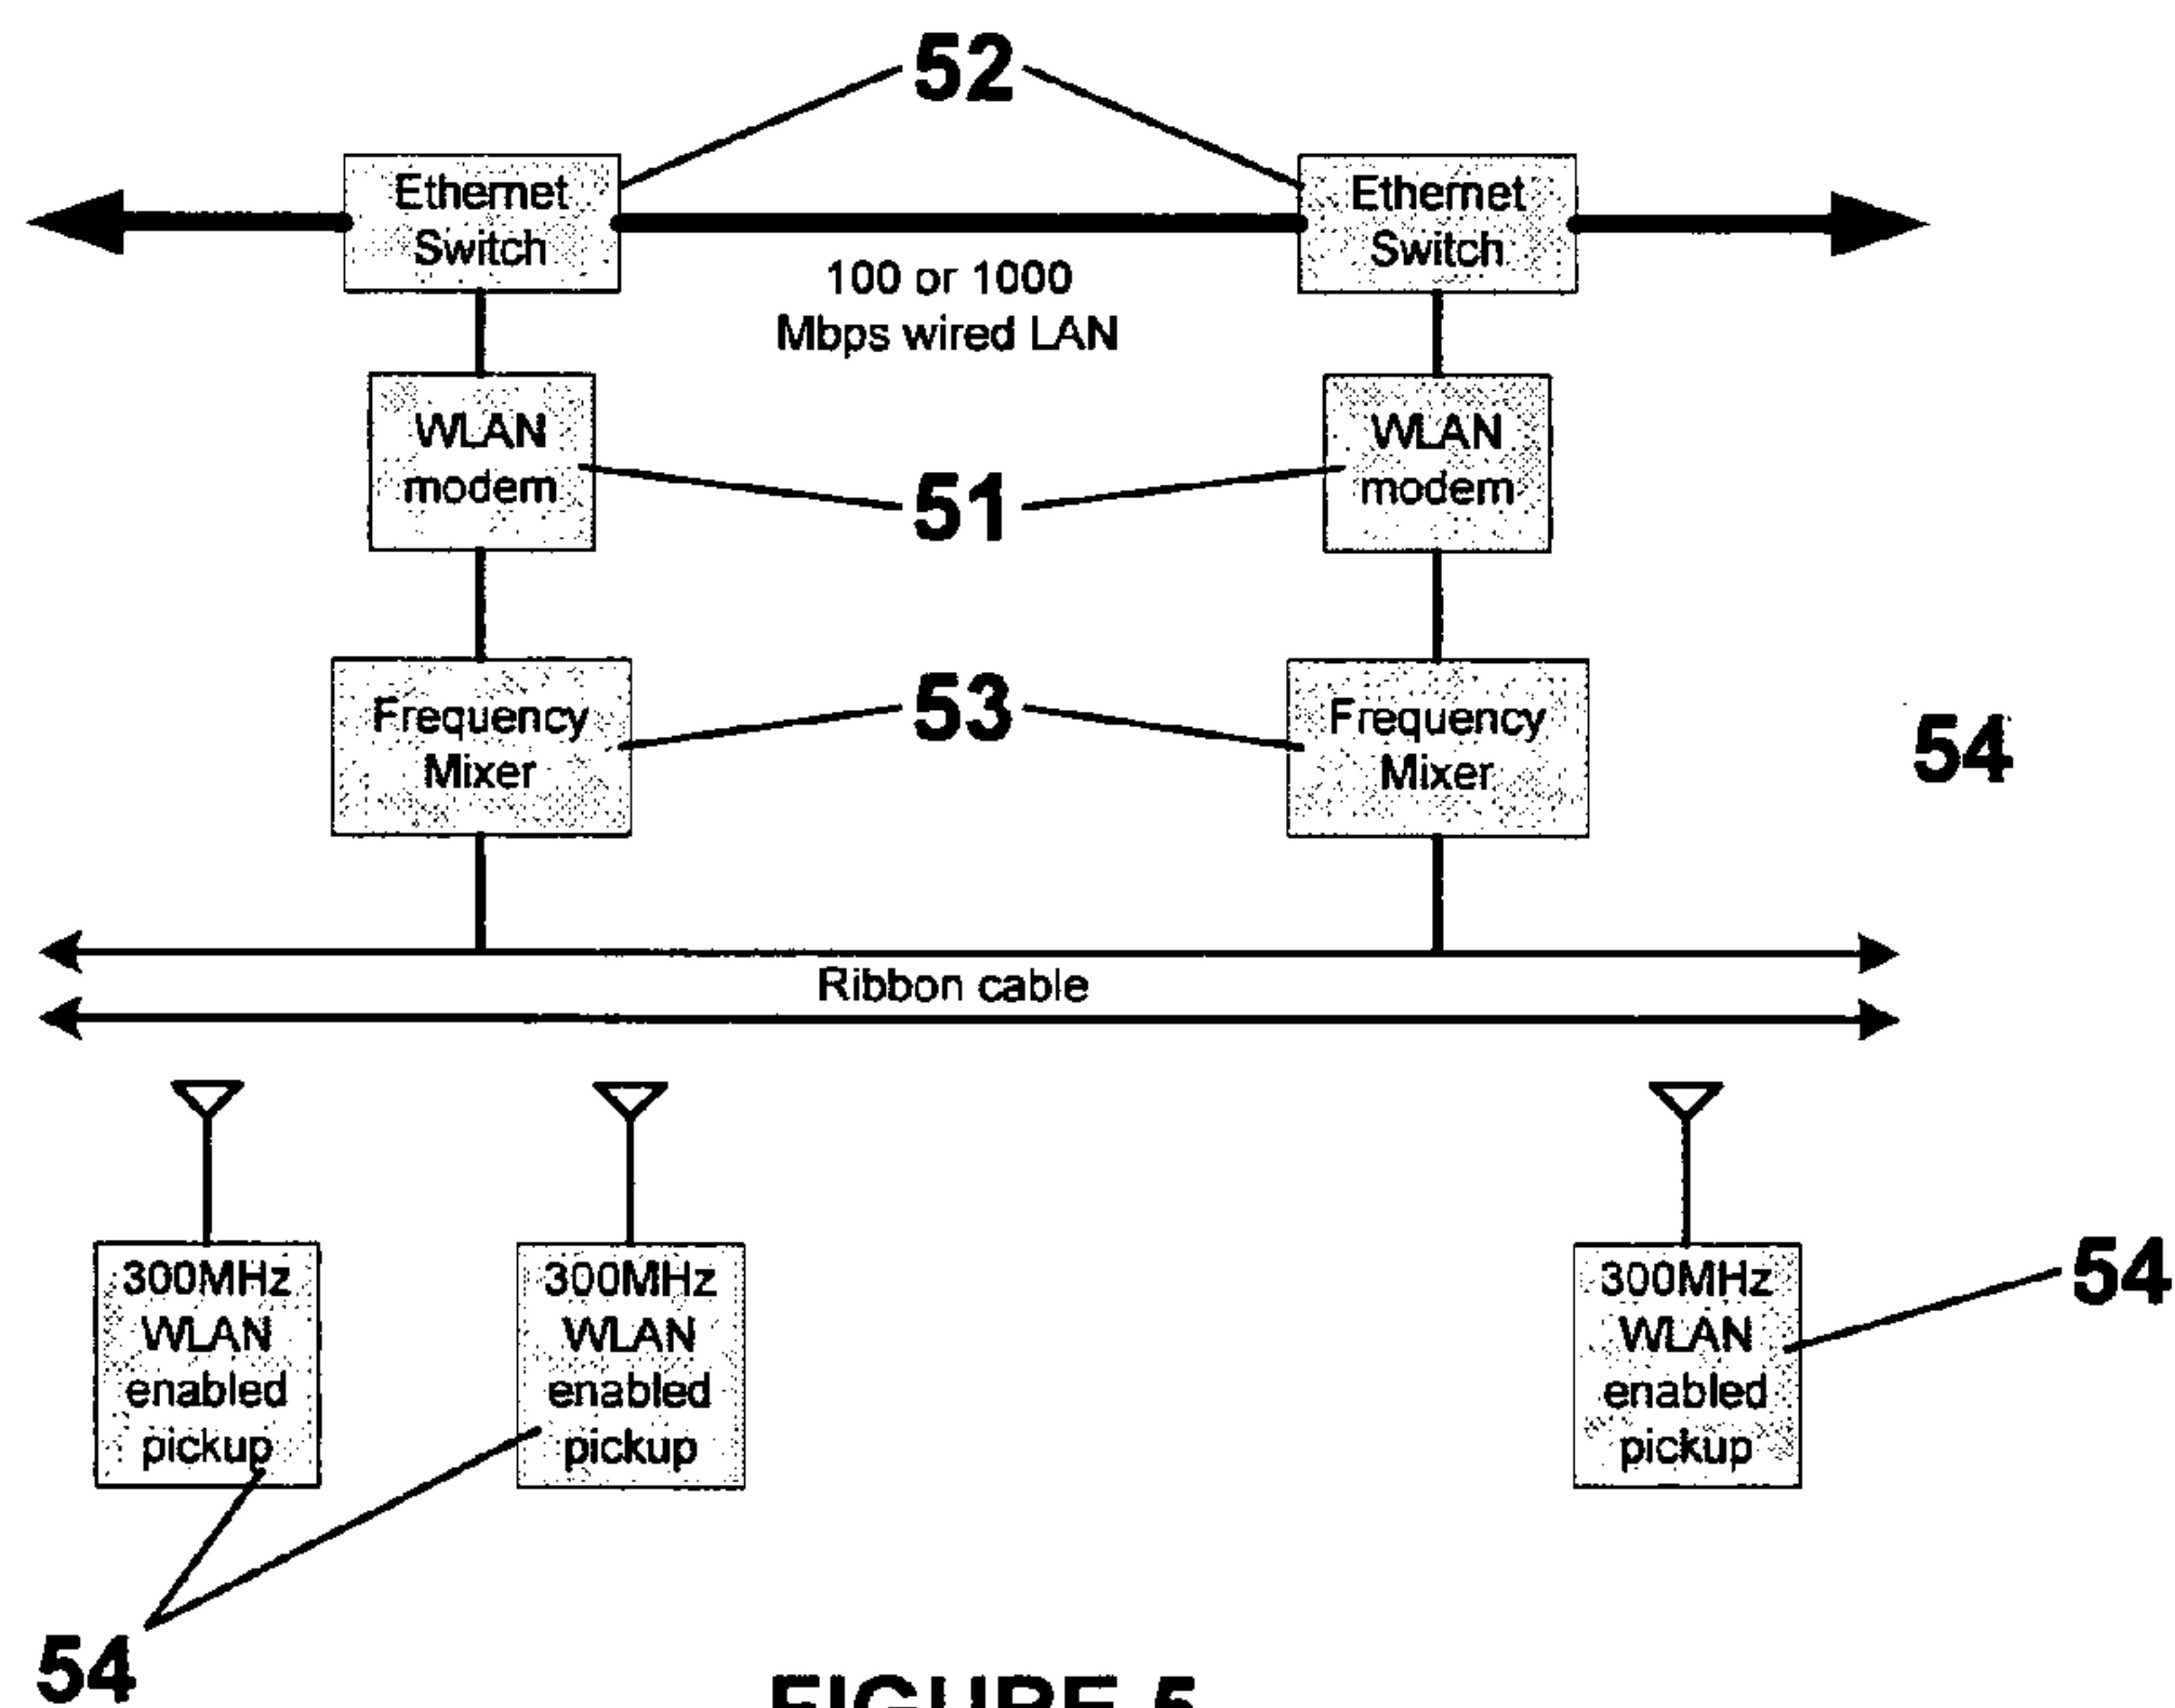 52
Ethernet
Switch
Ethernet
Switch
100 or 1000
Mbps wired LAN
WLAN
modem
51
WLAN
modem
Frequency
Mixer
53
Frequency
Mixer
54
Ribbon cable
300MHz
WLAN
enabled
pickup
300MHz
WLAN
enabled
pickup
300MHz
WLAN
enabled
pickup
54
54
FIGURE 5